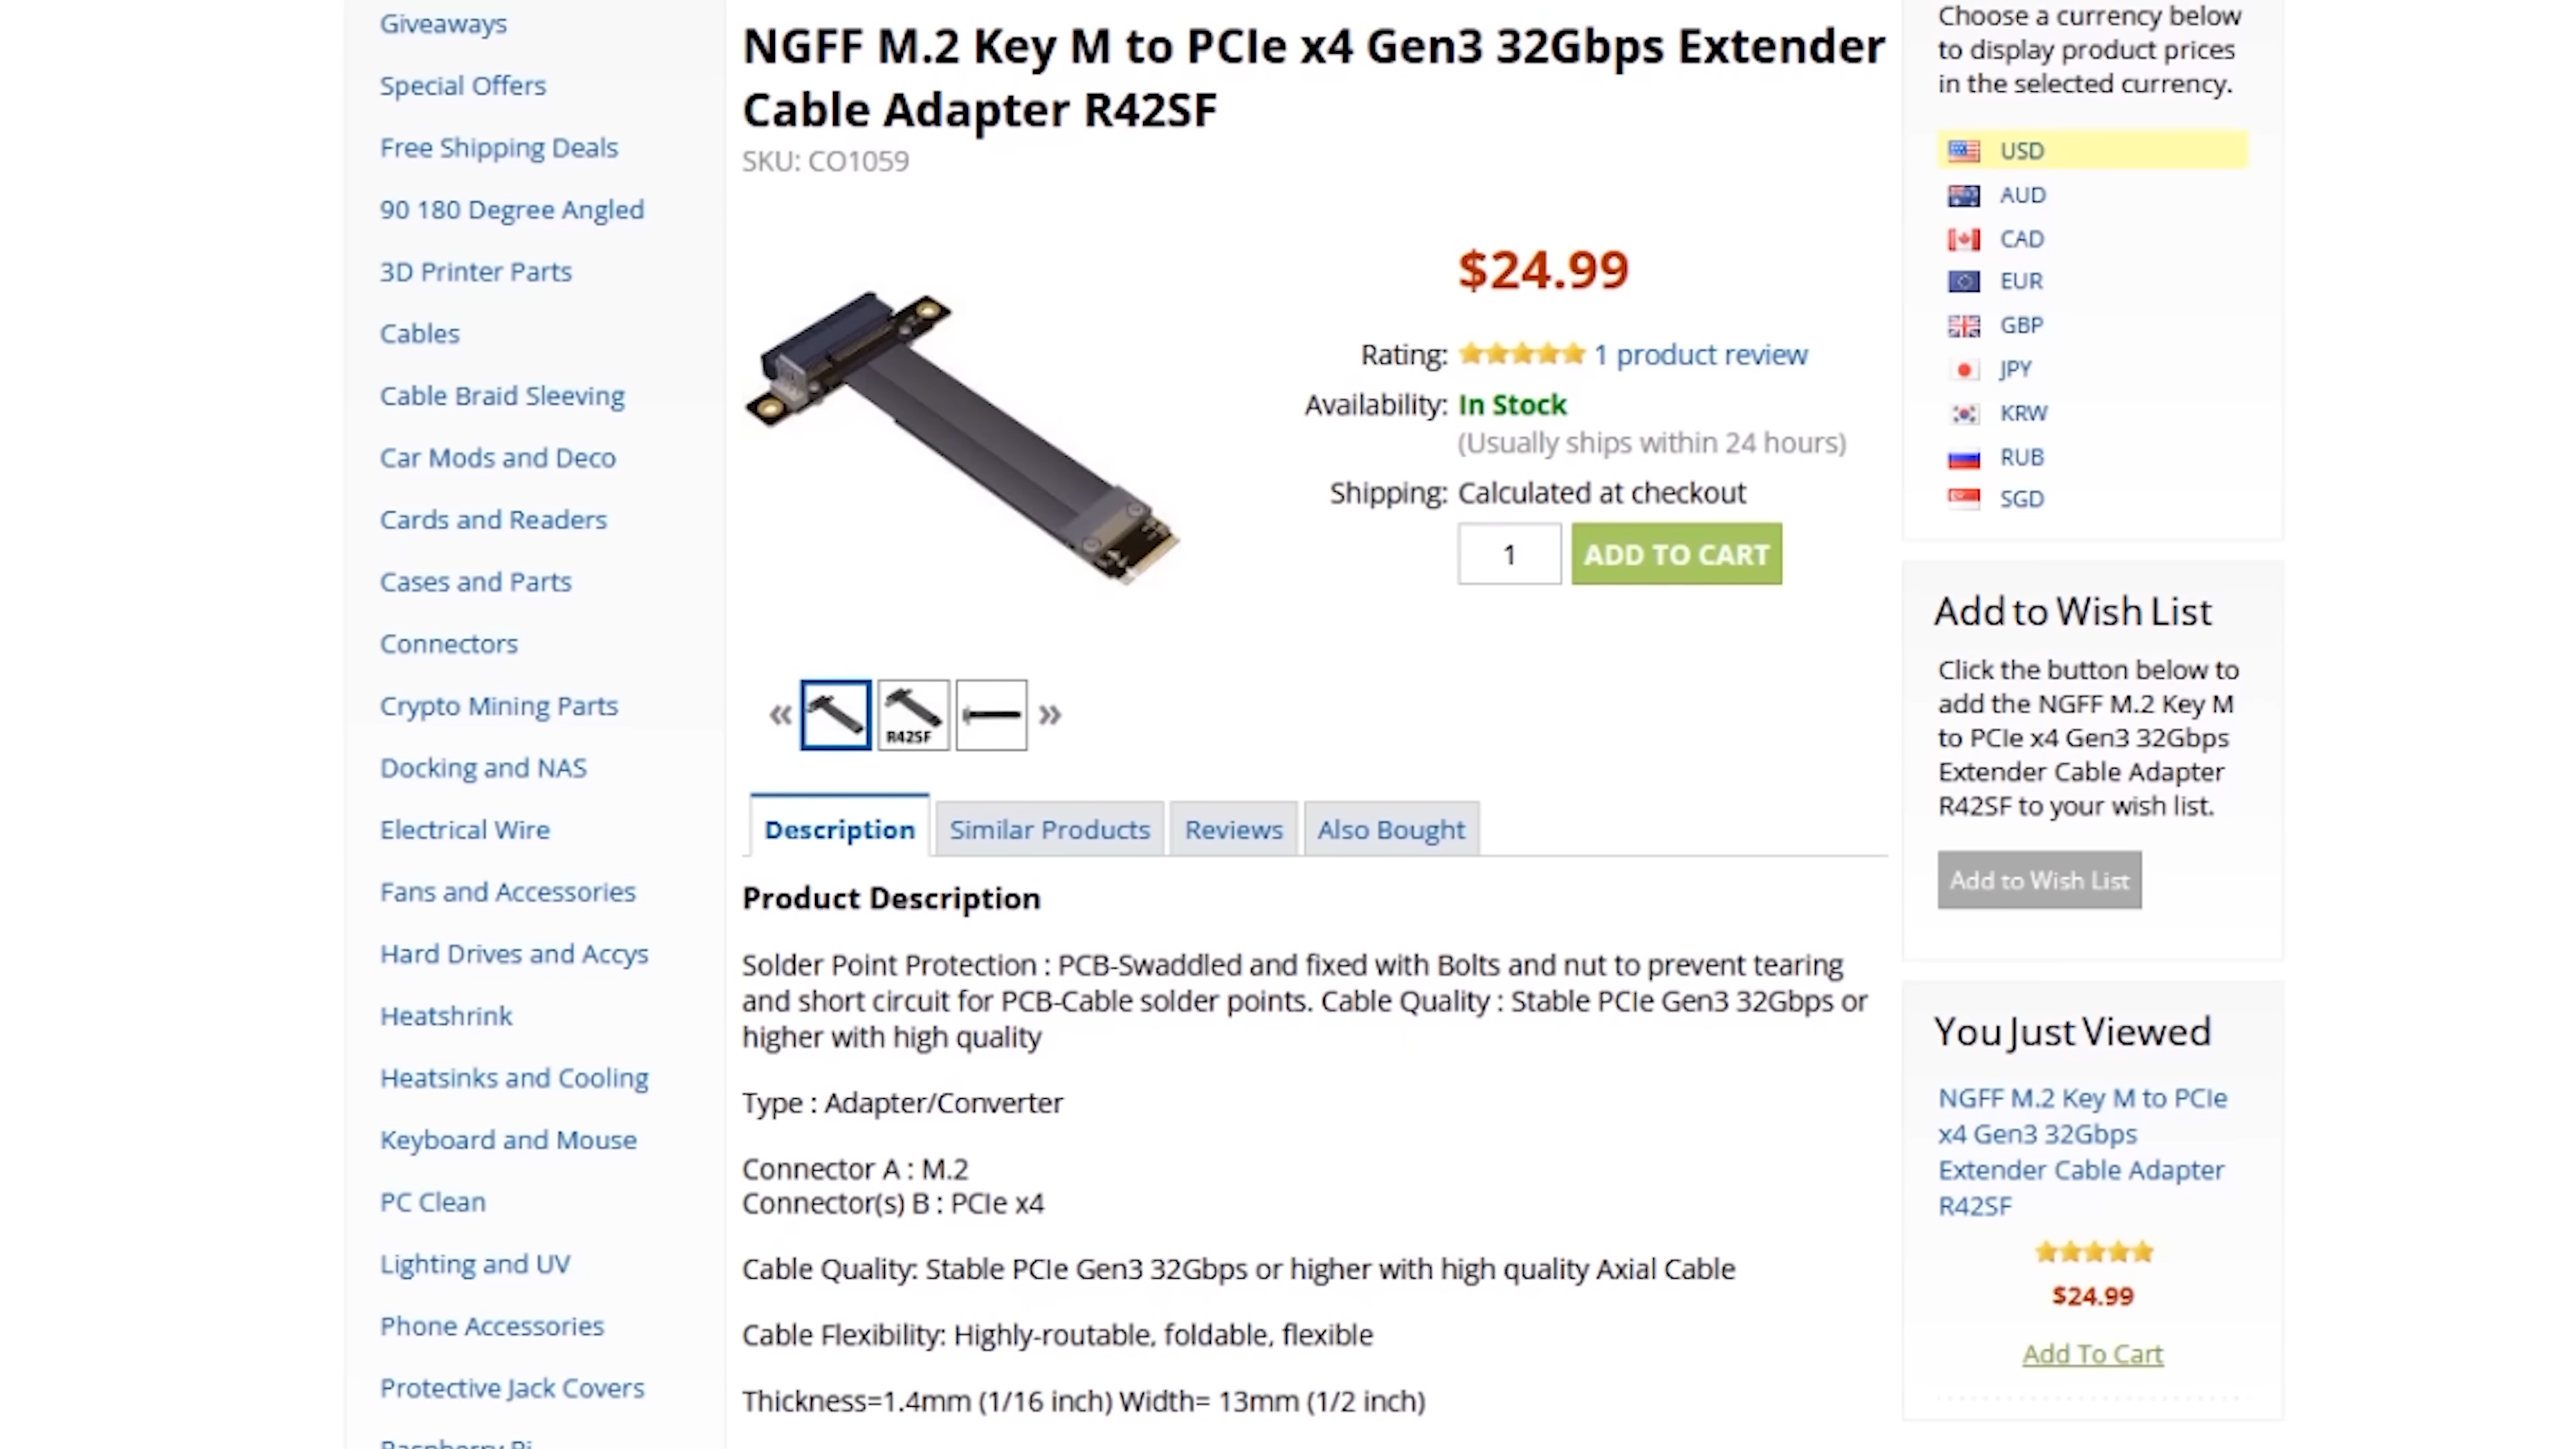 Giveaways
Special Offers
Free Shipping Deals
90 180 Degree Angled
3D Printer Parts
Cables
Cable Braid Sleeving
Car Mods and Deco
Cards and Readers
Cases and Parts
Connectors
Crypto Mining Parts
Docking and NAS
Electrical Wire
Fans and Accessories
Hard Drives and Accys
Heatshrink
Heatsinks and Cooling
Keyboard and Mouse
PC Clean
Lighting and UV
Phone Accessories
Protective Jack Covers
NGFF M.2 Key M to PCIe x4 Gen3 32Gbps Extender
Cable Adapter R42SF
SKU: CO1059
$24.99
Rating: 1 product review
Availability: In Stock
(Usually ships within 24 hours)
Shipping: Calculated at checkout
1 ADD TO CART
« R42SF »
Description Similar Products Reviews Also Bought
Product Description
Solder Point Protection : PCB-Swaddled and fixed with Bolts and nut to prevent tearing
and short circuit for PCB-Cable solder points. Cable Quality : Stable PCIe Gen3 32Gbps or
higher with high quality
Type : Adapter/Converter
Connector A : M.2
Connector(s) B : PCIe x4
Cable Quality: Stable PCIe Gen3 32Gbps or higher with high quality Axial Cable
Cable Flexibility: Highly-routable, foldable, flexible
Thickness=1.4mm (1/16 inch) Width= 13mm (1/2 inch)
Choose a currency below
to display product prices
in the selected currency.
USD
AUD
CAD
EUR
GBP
JPY
KRW
RUB
SGD
Add to Wish List
Click the button below to
add the NGFF M.2 Key M
to PCIe x4 Gen3 32Gbps
Extender Cable Adapter
R42SF to your wish list.
Add to Wish List
You Just Viewed
NGFF M.2 Key M to PCIe
x4 Gen3 32Gbps
Extender Cable Adapter
R42SF
$24.99
Add To Cart